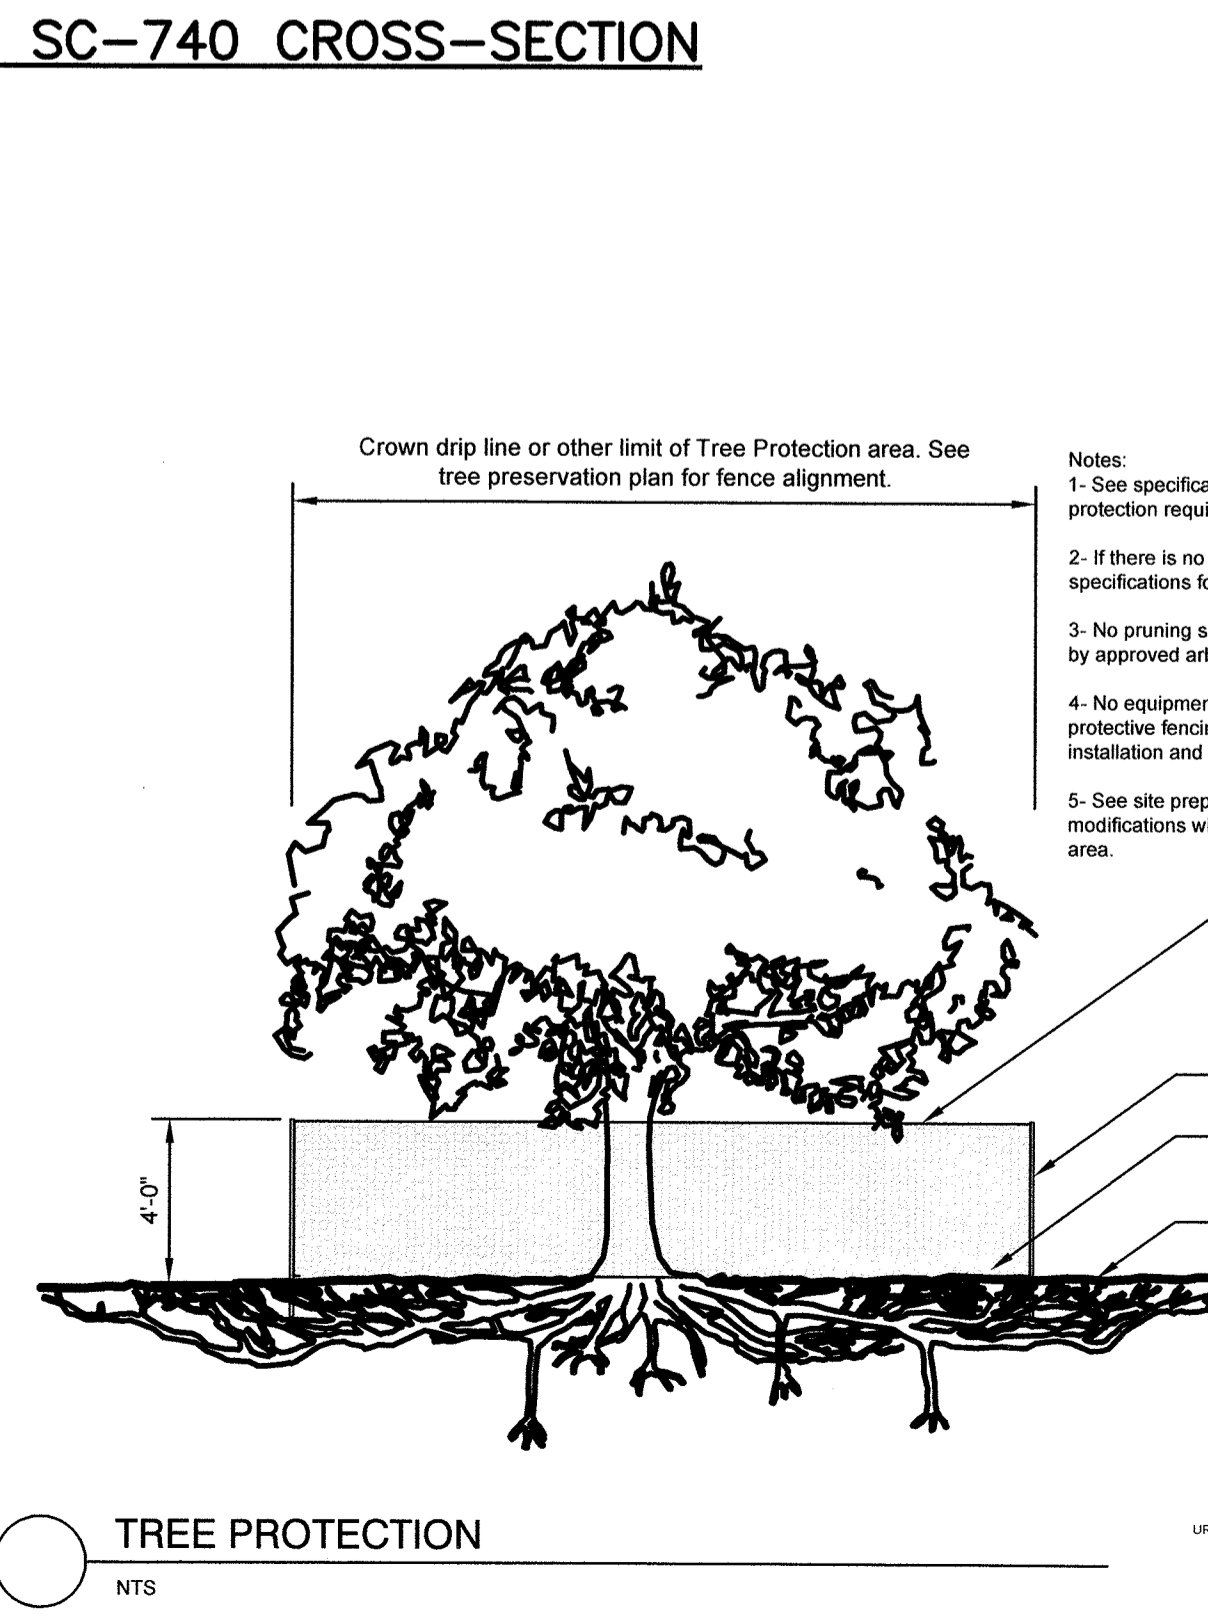 SC-740 CROSS-SECTION
Crown drip line or other limit of Tree Protection area. See
tree preservation plan for fence alignment.
Notes:
1- See specifica
protection requi
2- If there is no
specifications fo
3- No pruning s
by approved arb
4- No equipmen
protective fencin
installation and
5- See site prep
modifications wi
area.
4'-0"
TREE PROTECTION
NTS
UR